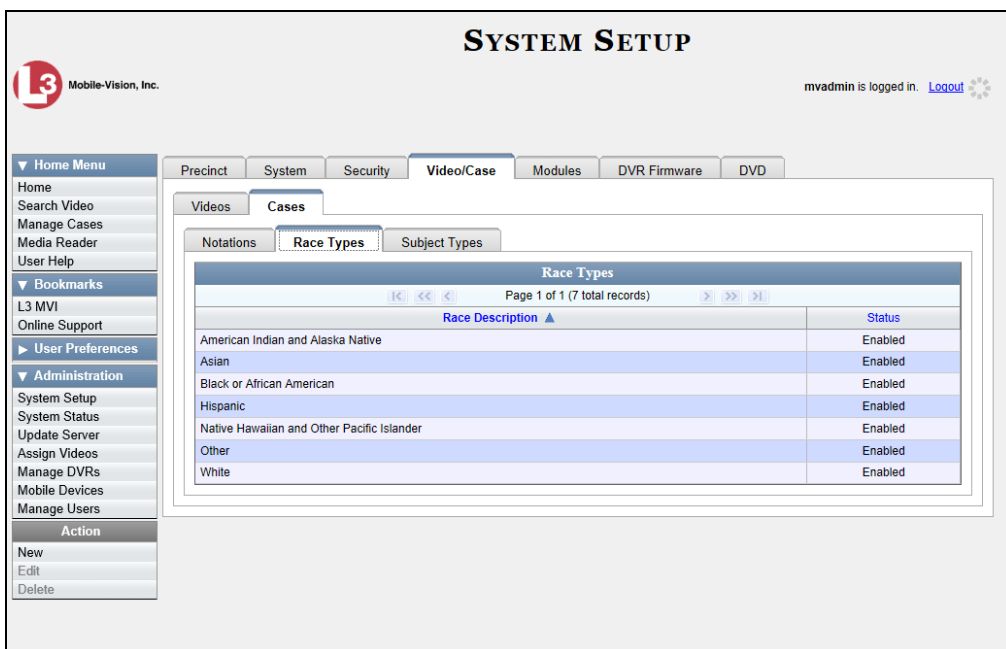 SYSTEM SETUP
L3 Mobile-Vision, Inc.
mvadmin is logged in. Logout
▼ Home Menu
Home
Search Video
Manage Cases
Media Reader
User Help
▼ Bookmarks
L3 MVI
Online Support
▶ User Preferences
▼ Administration
System Setup
System Status
Update Server
Assign Videos
Manage DVRs
Mobile Devices
Manage Users
Action
New
Edit
Delete
Precinct System Security Video/Case Modules DVR Firmware DVD
Videos Cases
Notations Race Types Subject Types
Race Types
|< << < Page 1 of 1 (7 total records) > >> >|
Race Description ▲ Status
American Indian and Alaska Native Enabled
Asian Enabled
Black or African American Enabled
Hispanic Enabled
Native Hawaiian and Other Pacific Islander Enabled
Other Enabled
White Enabled